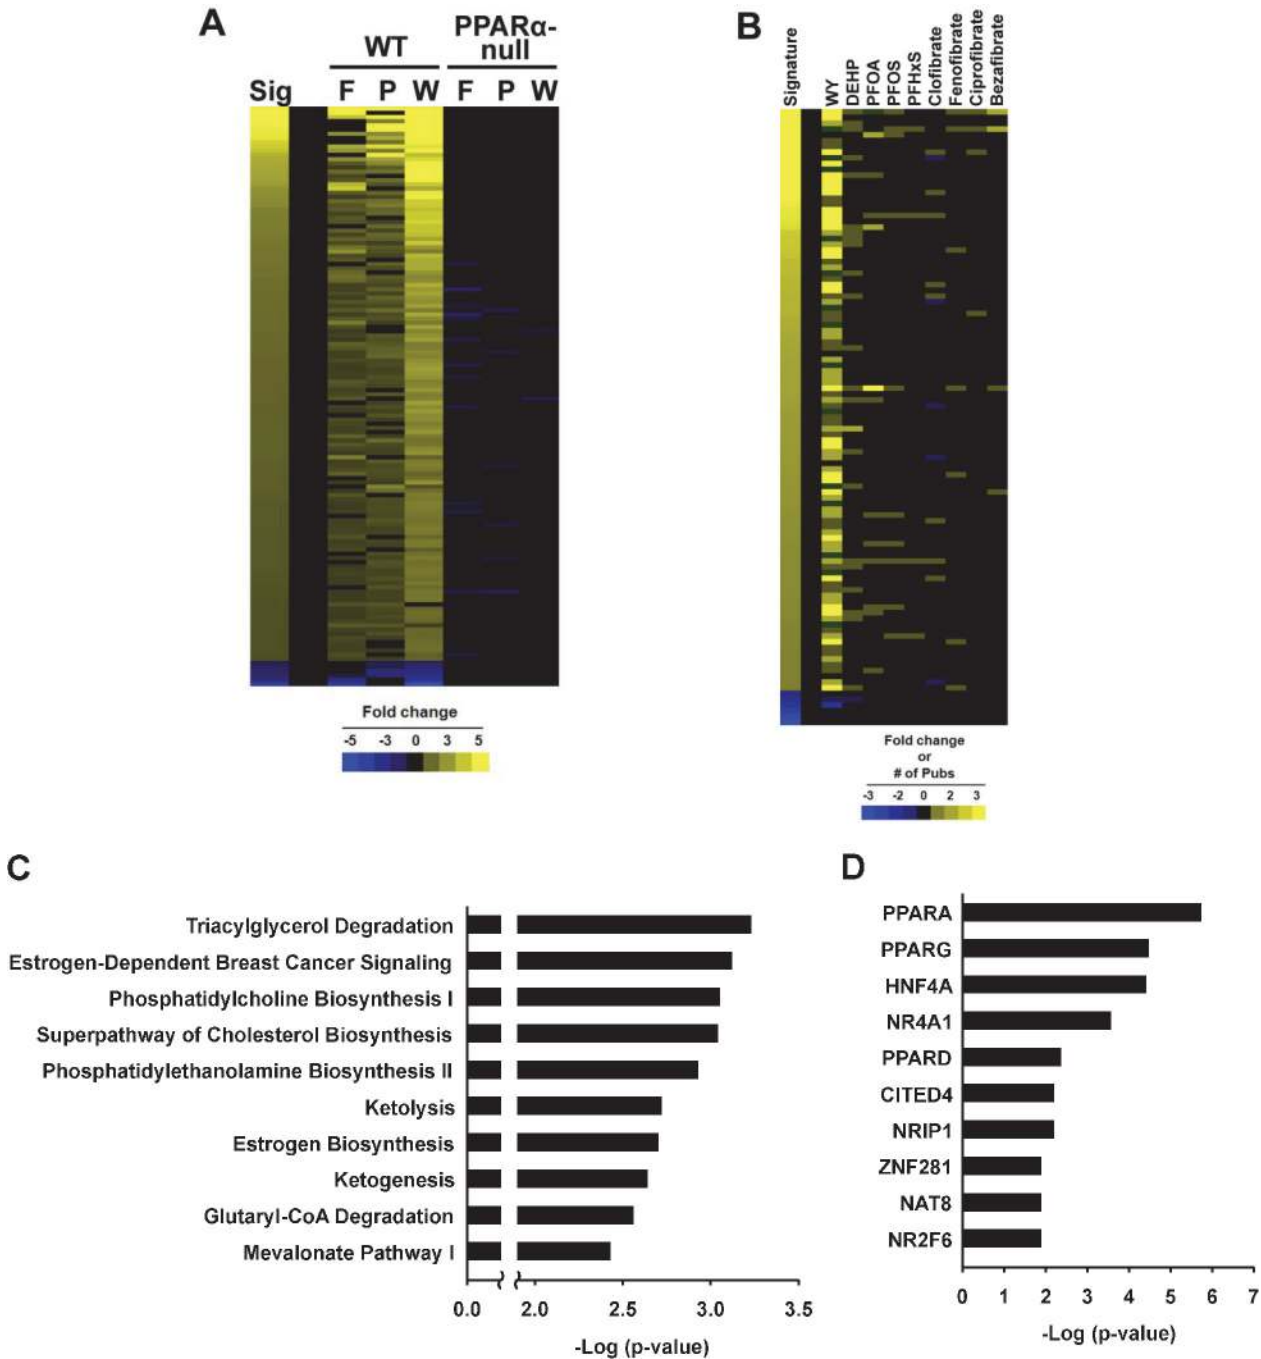 A
WT
PPARα-
null
Sig F P W F P W
Fold change
-5 -3 0 3 5
B
Signature
WY
DEHP
PFOA
PFOS
PFHxS
Clofibrate
Fenofibrate
Ciprofibrate
Bezafibrate
Fold change
or
# of Pubs
-3 -2 0 2 3
C
Triacylglycerol Degradation
Estrogen-Dependent Breast Cancer Signaling
Phosphatidylcholine Biosynthesis I
Superpathway of Cholesterol Biosynthesis
Phosphatidylethanolamine Biosynthesis II
Ketolysis
Estrogen Biosynthesis
Ketogenesis
Glutaryl-CoA Degradation
Mevalonate Pathway I
0.0 2.0 2.5 3.0 3.5
-Log (p-value)
D
PPARA
PPARG
HNF4A
NR4A1
PPARD
CITED4
NRIP1
ZNF281
NAT8
NR2F6
0 1 2 3 4 5 6 7
-Log (p-value)